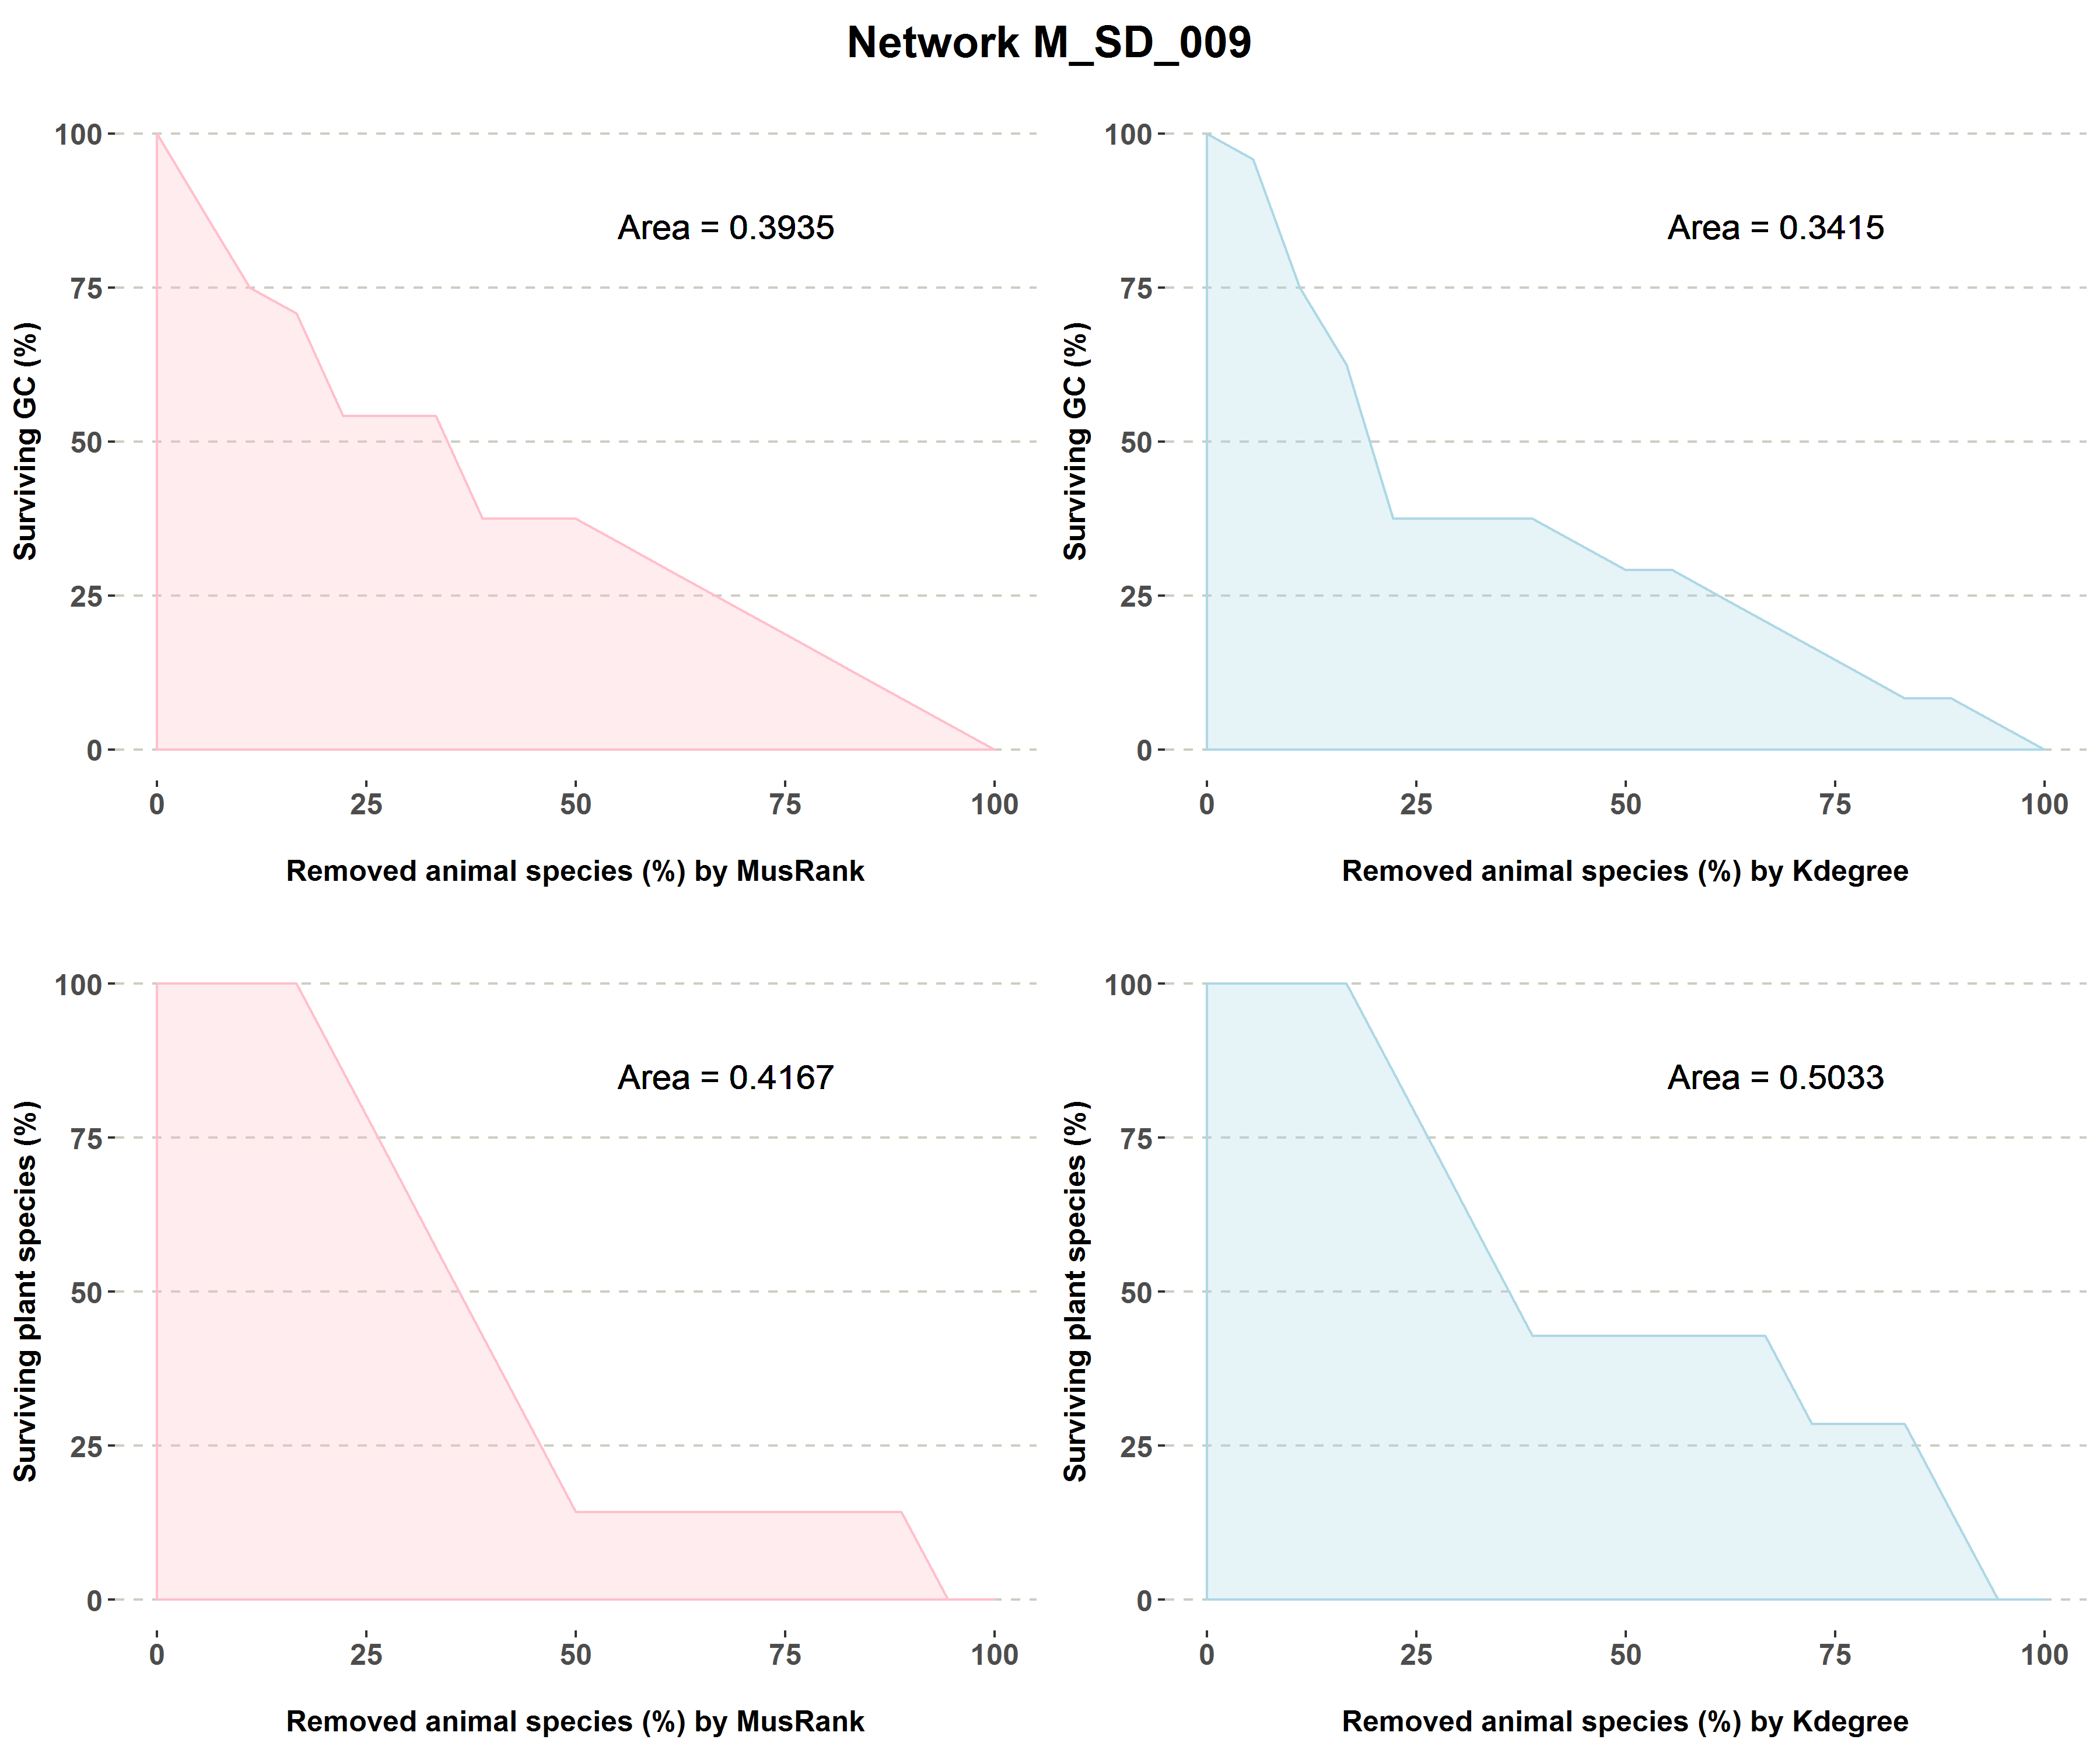 Network M_SD_009
100
75
50
25
0
Surviving GC (%)
Area = 0.3935
0 25 50 75 100
Removed animal species (%) by MusRank
100
75
50
25
0
Surviving GC (%)
Area = 0.3415
0 25 50 75 100
Removed animal species (%) by Kdegree
100
75
50
25
0
Surviving plant species (%)
Area = 0.4167
0 25 50 75 100
Removed animal species (%) by MusRank
100
75
50
25
0
Surviving plant species (%)
Area = 0.5033
0 25 50 75 100
Removed animal species (%) by Kdegree